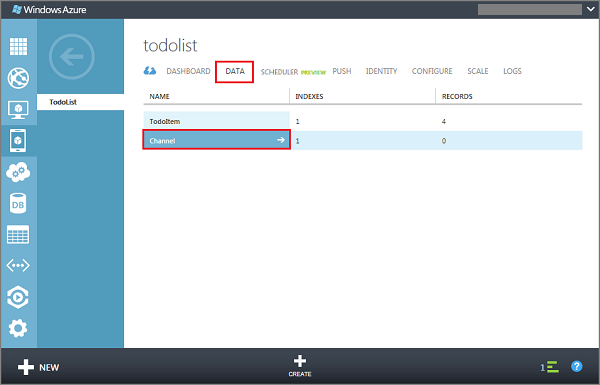 Windows Azure
todolist
DASHBOARD DATA SCHEDULER PREVIEW PUSH IDENTITY CONFIGURE SCALE LOGS
TodoList
NAME INDEXES RECORDS
TodoItem 1 4
Channel 1 0
DB
NEW
CREATE
1
?